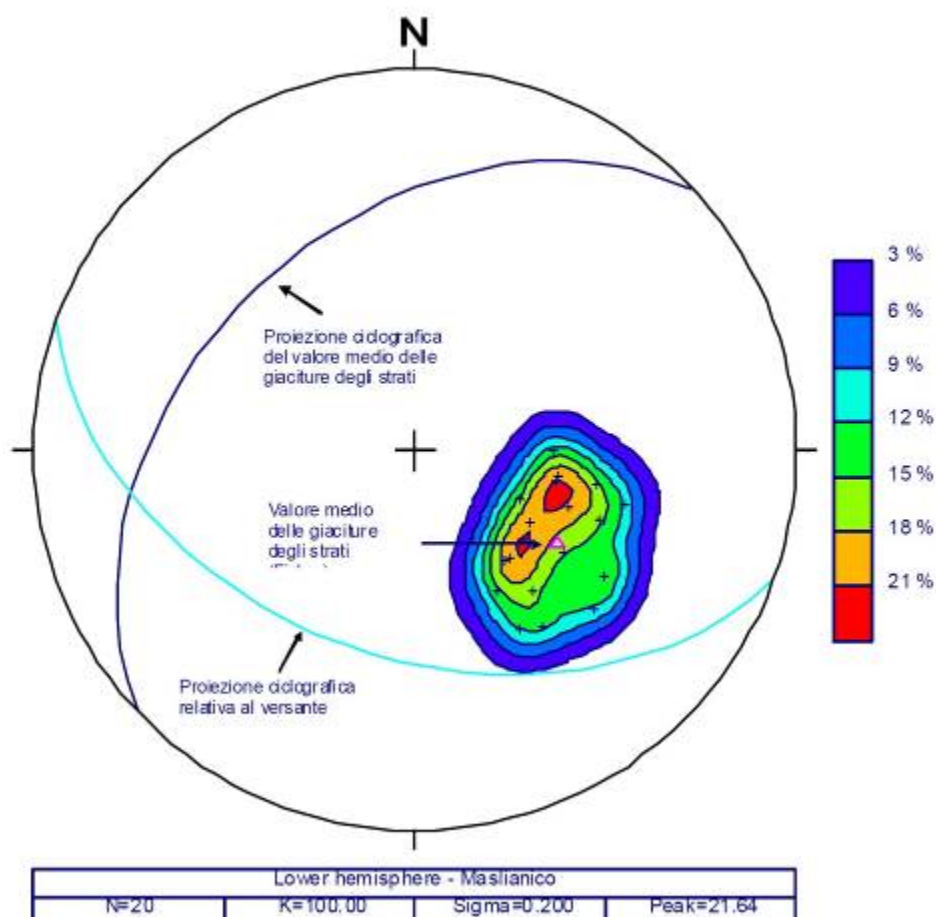 N
3 %
6 %
9 %
12 %
15 %
18 %
21 %
Proiezione ciclografica
del valore medio delle
giaciture degli strati
Valore medio
delle giaciture
degli strati
Proiezione ciclografica
relativa al versante
Lower hemisphere - Maslianico
N=20 K=100.00 Sigma=0.200 Peak=21.64